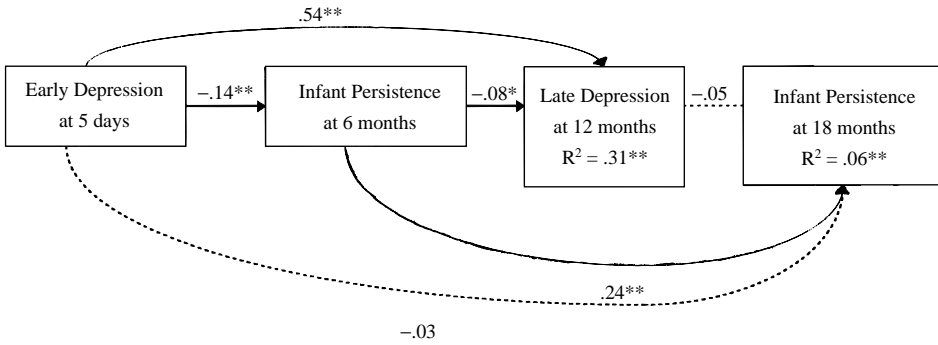 .54**
Early Depression
at 5 days
−.14**
Infant Persistence
at 6 months
−.08*
Late Depression
at 12 months
R² = .31**
−.05
Infant Persistence
at 18 months
R² = .06**
.24**
−.03